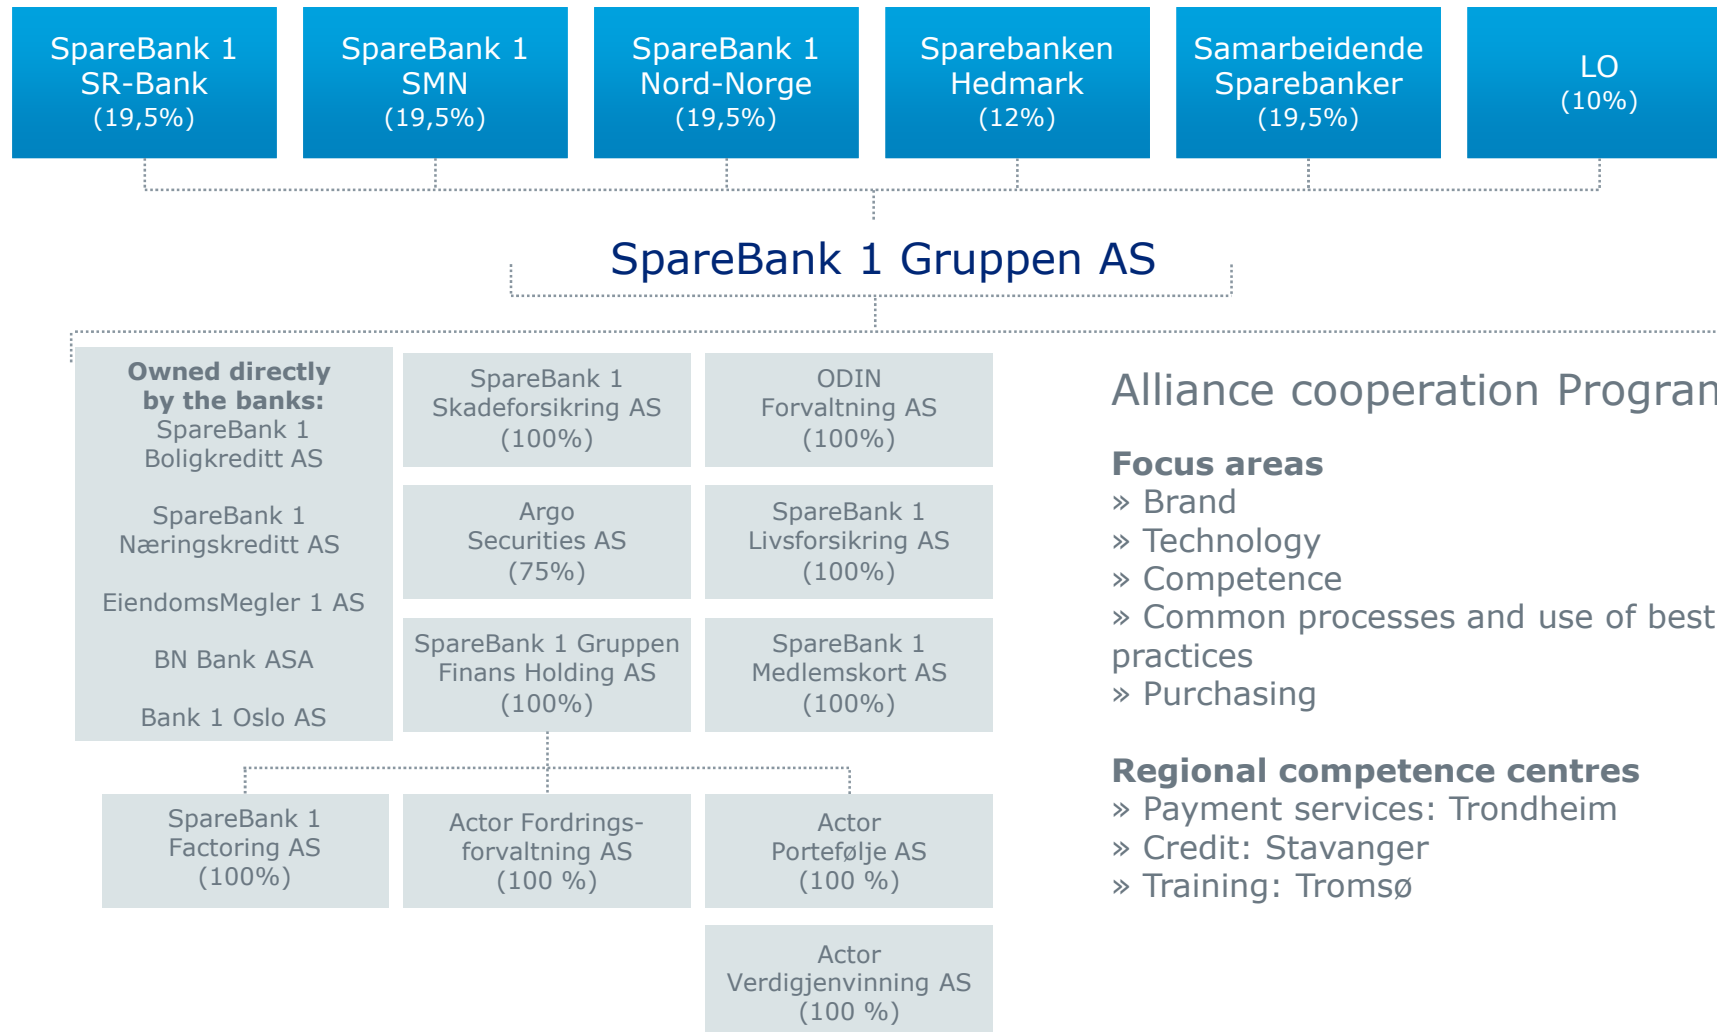 SpareBank 1
SR-Bank
(19,5%)
SpareBank 1
SMN
(19,5%)
SpareBank 1
Nord-Norge
(19,5%)
Sparebanken
Hedmark
(12%)
Samarbeidende
Sparebanker
(19,5%)
LO
(10%)
SpareBank 1 Gruppen AS
Owned directly
by the banks:
SpareBank 1
Boligkreditt AS
SpareBank 1
Næringskreditt AS
EiendomsMegler 1 AS
BN Bank ASA
Bank 1 Oslo AS
SpareBank 1
Skadeforsikring AS
(100%)
ODIN
Forvaltning AS
(100%)
Argo
Securities AS
(75%)
SpareBank 1
Livsforsikring AS
(100%)
SpareBank 1 Gruppen
Finans Holding AS
(100%)
SpareBank 1
Medlemskort AS
(100%)
SpareBank 1
Factoring AS
(100%)
Actor Fordrings-
forvaltning AS
(100 %)
Actor
Portefølje AS
(100 %)
Actor
Verdigjenvinning AS
(100 %)
Alliance cooperation
Focus areas
» Brand
» Technology
» Competence
» Common processes and use of best
practices
» Purchasing
Regional competence centres
» Payment services: Trondheim
» Credit: Stavanger
» Training: Tromsø